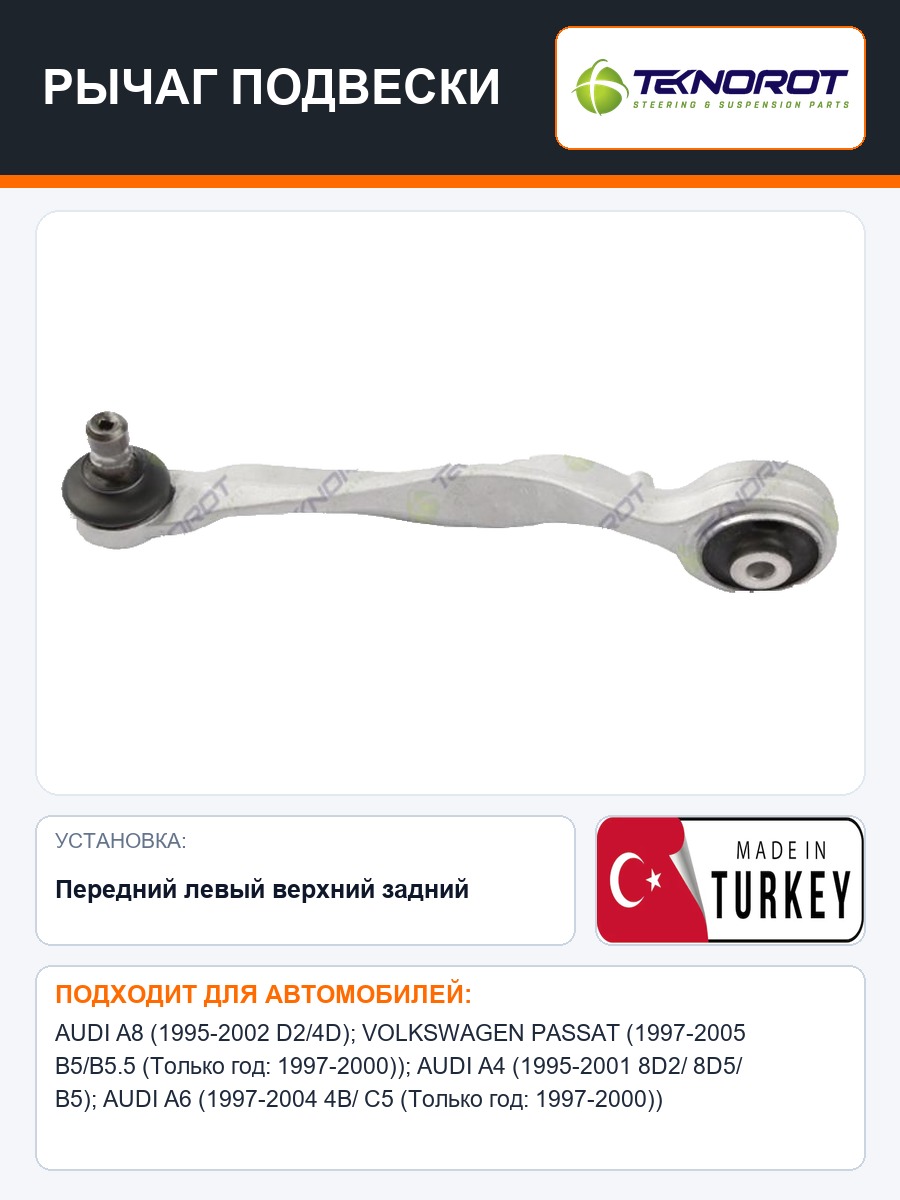 РЫЧАГ ПОДВЕСКИ
TEKNOROT
STEERING & SUSPENSION PARTS
TEKNOROT
УСТАНОВКА:
Передний левый верхний задний
MADE IN
TURKEY
ПОДХОДИТ ДЛЯ АВТОМОБИЛЕЙ:
AUDI A8 (1995-2002 D2/4D); VOLKSWAGEN PASSAT (1997-2005
B5/B5.5 (Только год: 1997-2000)); AUDI A4 (1995-2001 8D2/ 8D5/
B5); AUDI A6 (1997-2004 4B/ C5 (Только год: 1997-2000))